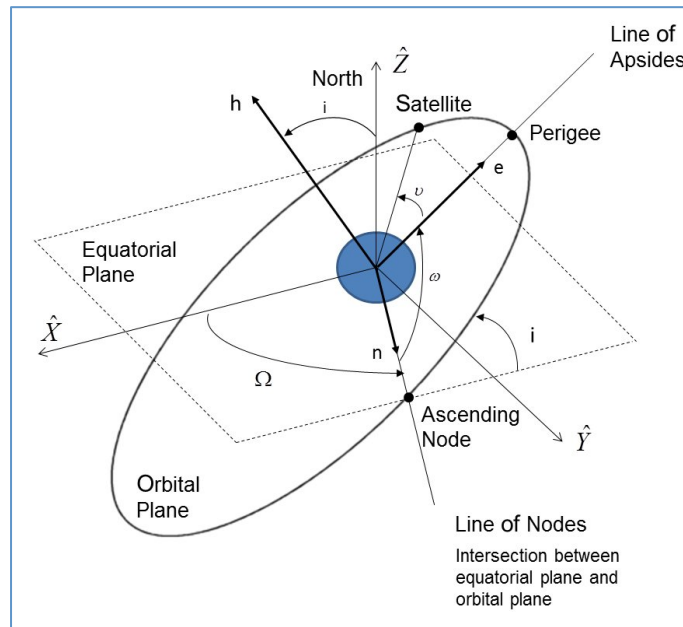 Line of
Apsides
North
Ẑ
Satellite
h
i
Perigee
e
υ
Equatorial
Plane
ω
X̂
n
i
Ω
Ascending
Node
Ŷ
Orbital
Plane
Line of Nodes
Intersection between
equatorial plane and
orbital plane